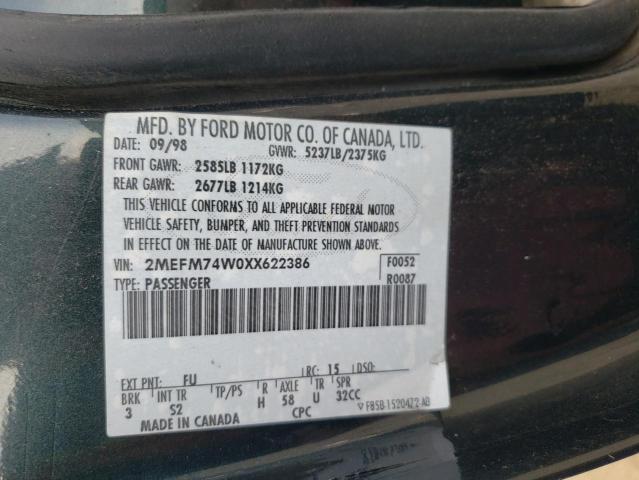 MFD. BY FORD MOTOR CO. OF CANADA, LTD.
DATE: 09/98 GVWR: 5237LB/2375KG
FRONT GAWR: 2585LB 1172KG
REAR GAWR: 2677LB 1214KG
THIS VEHICLE CONFORMS TO ALL APPLICABLE FEDERAL MOTOR
VEHICLE SAFETY, BUMPER, AND THEFT PREVENTION STANDARDS
IN EFFECT ON THE DATE OF MANUFACTURE SHOWN ABOVE.
VIN: 2MEFM74W0XX622386 F0052
TYPE: PASSENGER R0087
EXT PNT: FU RC: 15 DSO:
BRK INT TR TP/PS R AXLE TR SPR
3 S2 H 58 U 32CC
MADE IN CANADA CPC F85B-1520472-AB